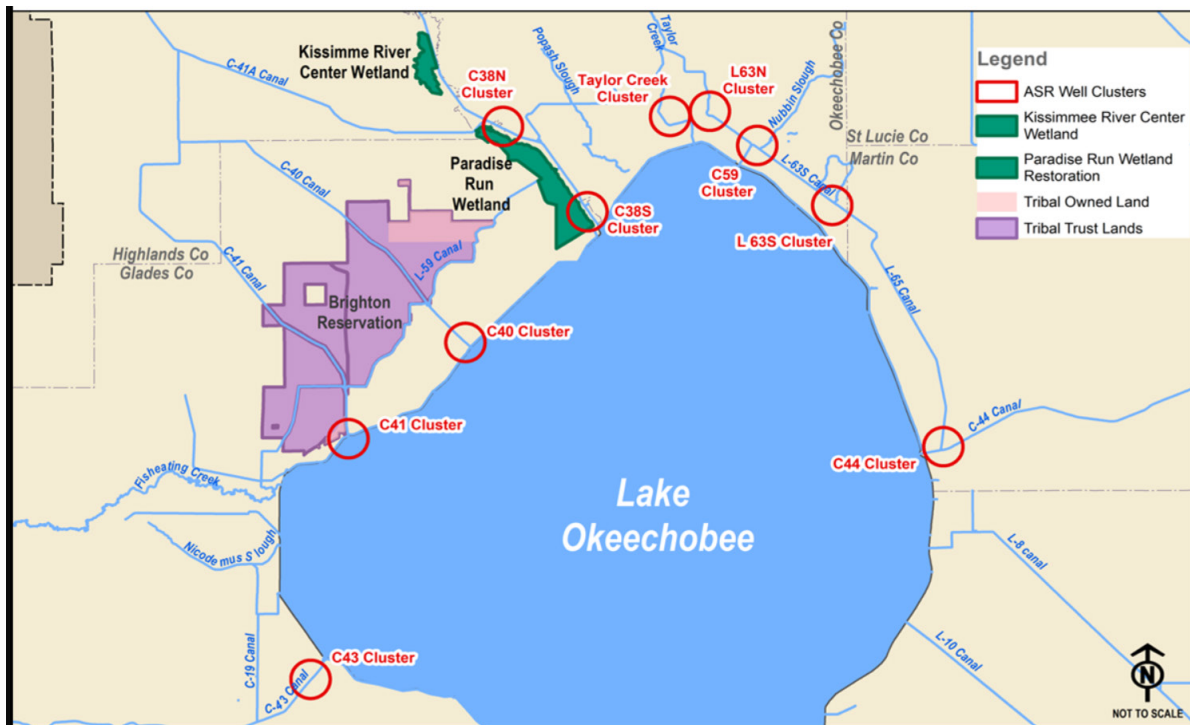 Kissimme River
Center Wetland
C-41A Canal
C38N
Cluster
Popash Slough
Taylor
Creek
Taylor Creek
Cluster
L63N
Cluster
Nubbin Slough
Okeechobee Co
St Lucie Co
Martin Co
Legend
ASR Well Clusters
Kissimmee River Center
Wetland
Paradise Run Wetland
Restoration
Tribal Owned Land
Tribal Trust Lands
C-40 Canal
Paradise
Run
Wetland
C38S
Cluster
C59
Cluster
L-63S Canal
L 63S Cluster
Highlands Co
Glades Co
C-41 Canal
L-59 Canal
L-65 Canal
Brighton
Reservation
C40 Cluster
C41 Cluster
C-44 Canal
C44 Cluster
Fisheating Creek
Lake
Okeechobee
Nicode mus S lough
L-8 canal
C-19 Canal
C43 Cluster
C-43 Canal
L-10 Canal
N
NOT TO SCALE